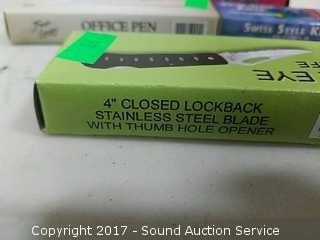 OFFICE PEN
SWISS STYLE
EYE
4" CLOSED LOCKBACK
STAINLESS STEEL BLADE
WITH THUMB HOLE OPENER
Copyright 2017 - Sound Auction Service